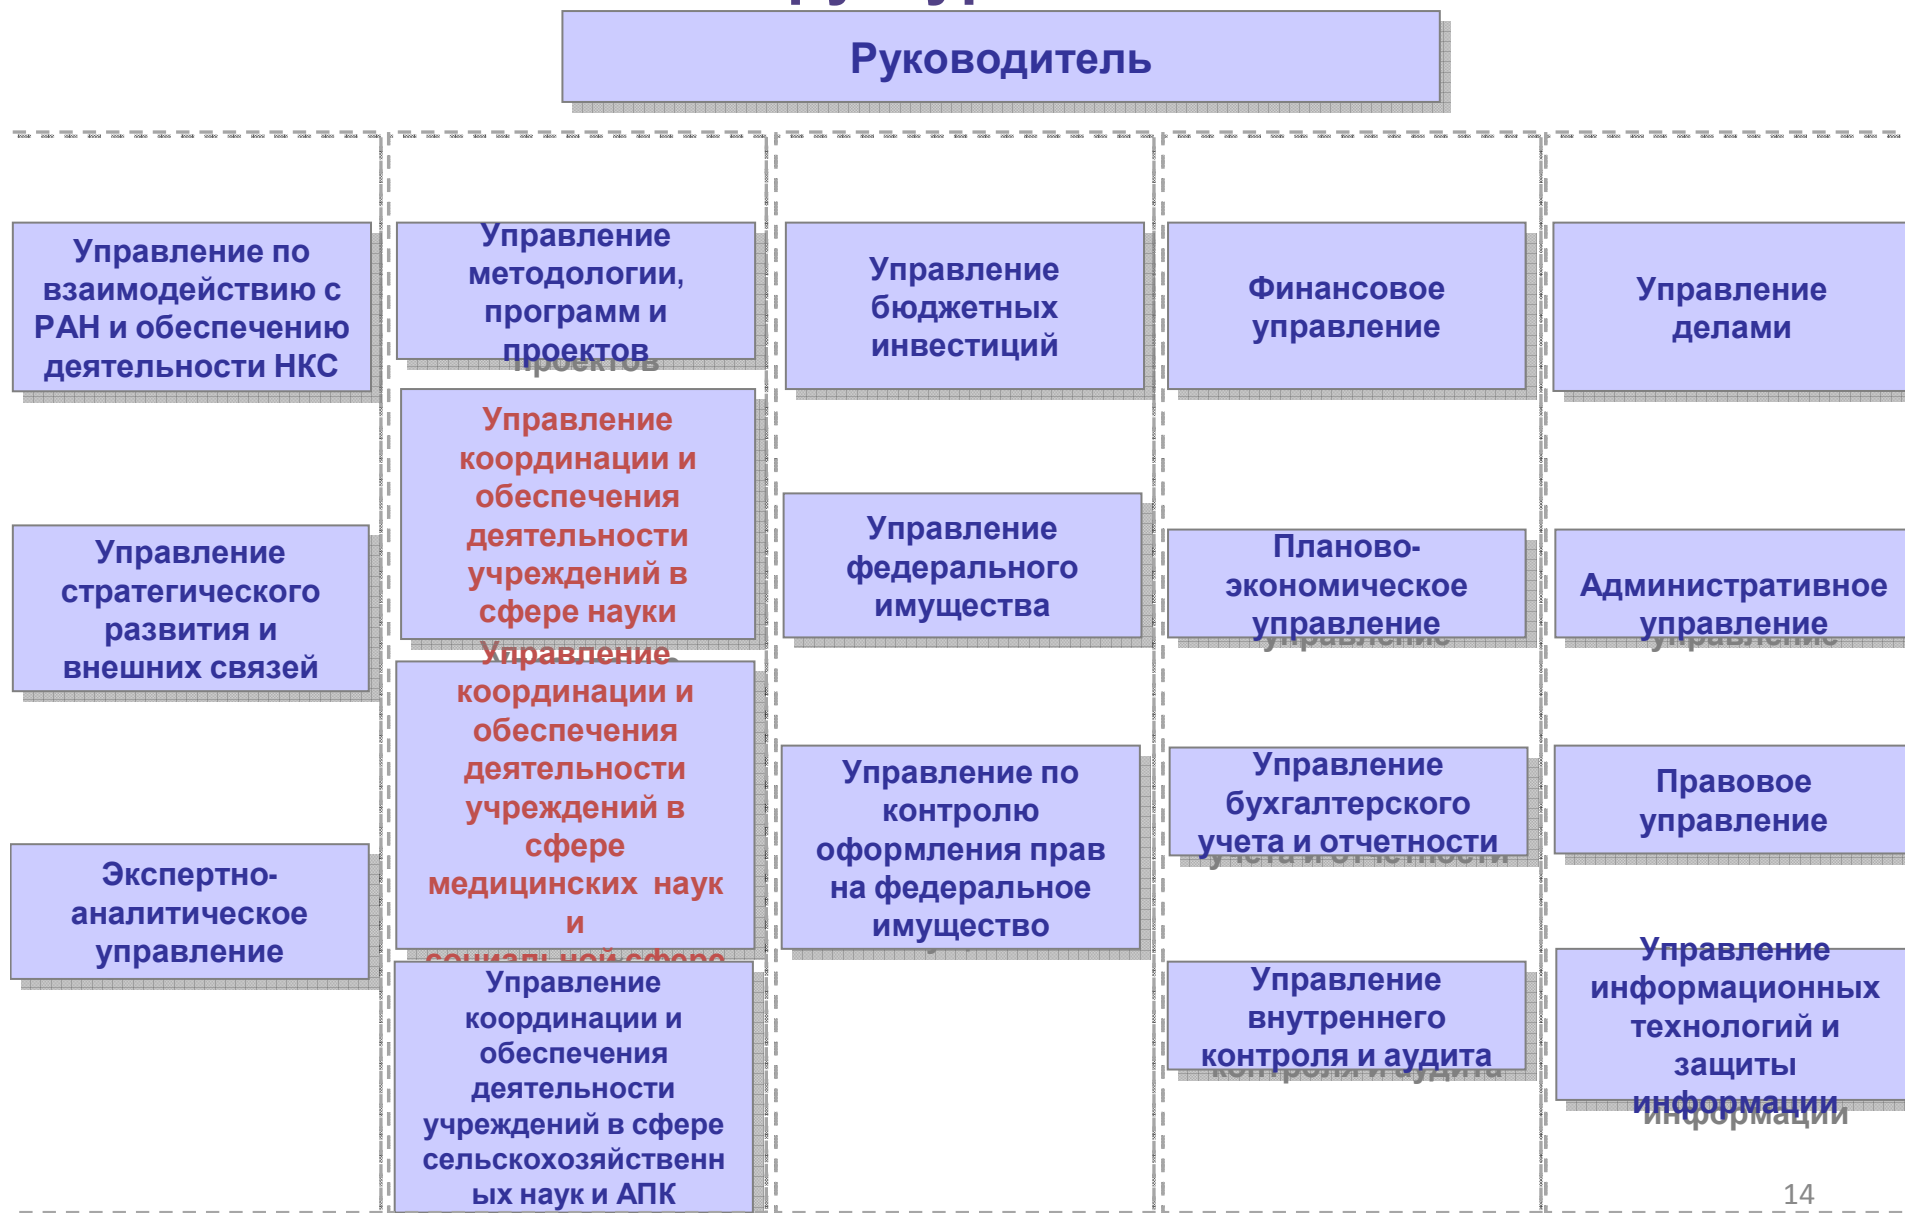 Руководитель
Управление по
взаимодействию с
РАН и обеспечению
деятельности НКС
Управление
стратегического
развития и
внешних связей
Экспертно-
аналитическое
управление
Управление
методологии,
программ и
проектов
Управление
координации и
обеспечения
деятельности
учреждений в
сфере науки
Управление
координации и
обеспечения
деятельности
учреждений в
сфере
медицинских наук
и
социальной сфере
Управление
координации и
обеспечения
деятельности
учреждений в сфере
сельскохозяйственн
ых наук и АПК
Управление
бюджетных
инвестиций
Управление
федерального
имущества
Управление по
контролю
оформления прав
на федеральное
имущество
Финансовое
управление
Планово-
экономическое
управление
Управление
бухгалтерского
учета и отчетности
Управление
внутреннего
контроля и аудита
Управление
делами
Административное
управление
Правовое
управление
Управление
информационных
технологий и
защиты
информации
14